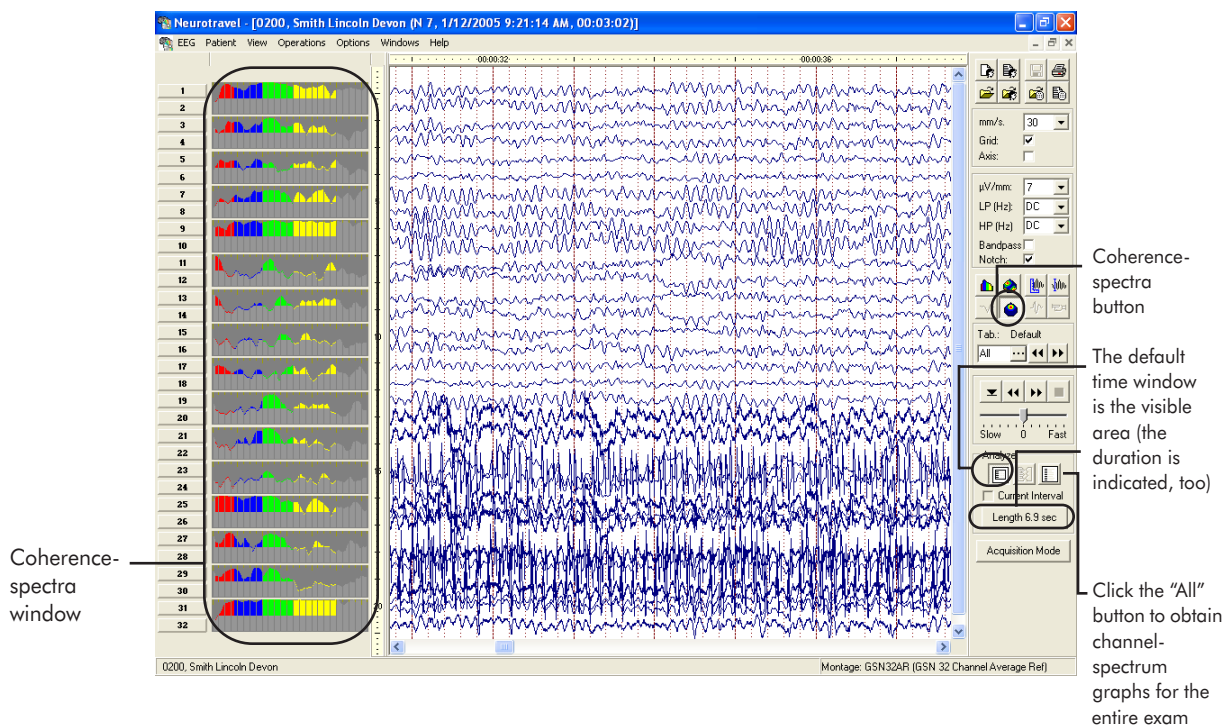 Neurotravel - [0200, Smith Lincoln Devon (N 7, 1/12/2005 9:21:14 AM, 00:03:02)]
EEG Patient View Operations Options Windows Help
00:00:32 00:00:36
1
2
3
4
5
6
7
8
9
10
11
12
13
14
15
16
17
18
19
20
21
22
23
24
25
26
27
28
29
30
31
32
5
10
15
20
mm/s. 30
Grid:
Axis:
µV/mm: 7
LP (Hz): DC
HP (Hz) DC
Bandpass
Notch:
Tab.: Default
All ...
Slow 0 Fast
Analyze
Current Interval
Length 6.9 sec
Acquisition Mode
0200, Smith Lincoln Devon
Montage: GSN32AR (GSN 32 Channel Average Ref)
Coherence-
spectra
window
Coherence-
spectra
button
The default
time window
is the visible
area (the
duration is
indicated, too)
Click the “All”
button to obtain
channel-
spectrum
graphs for the
entire exam